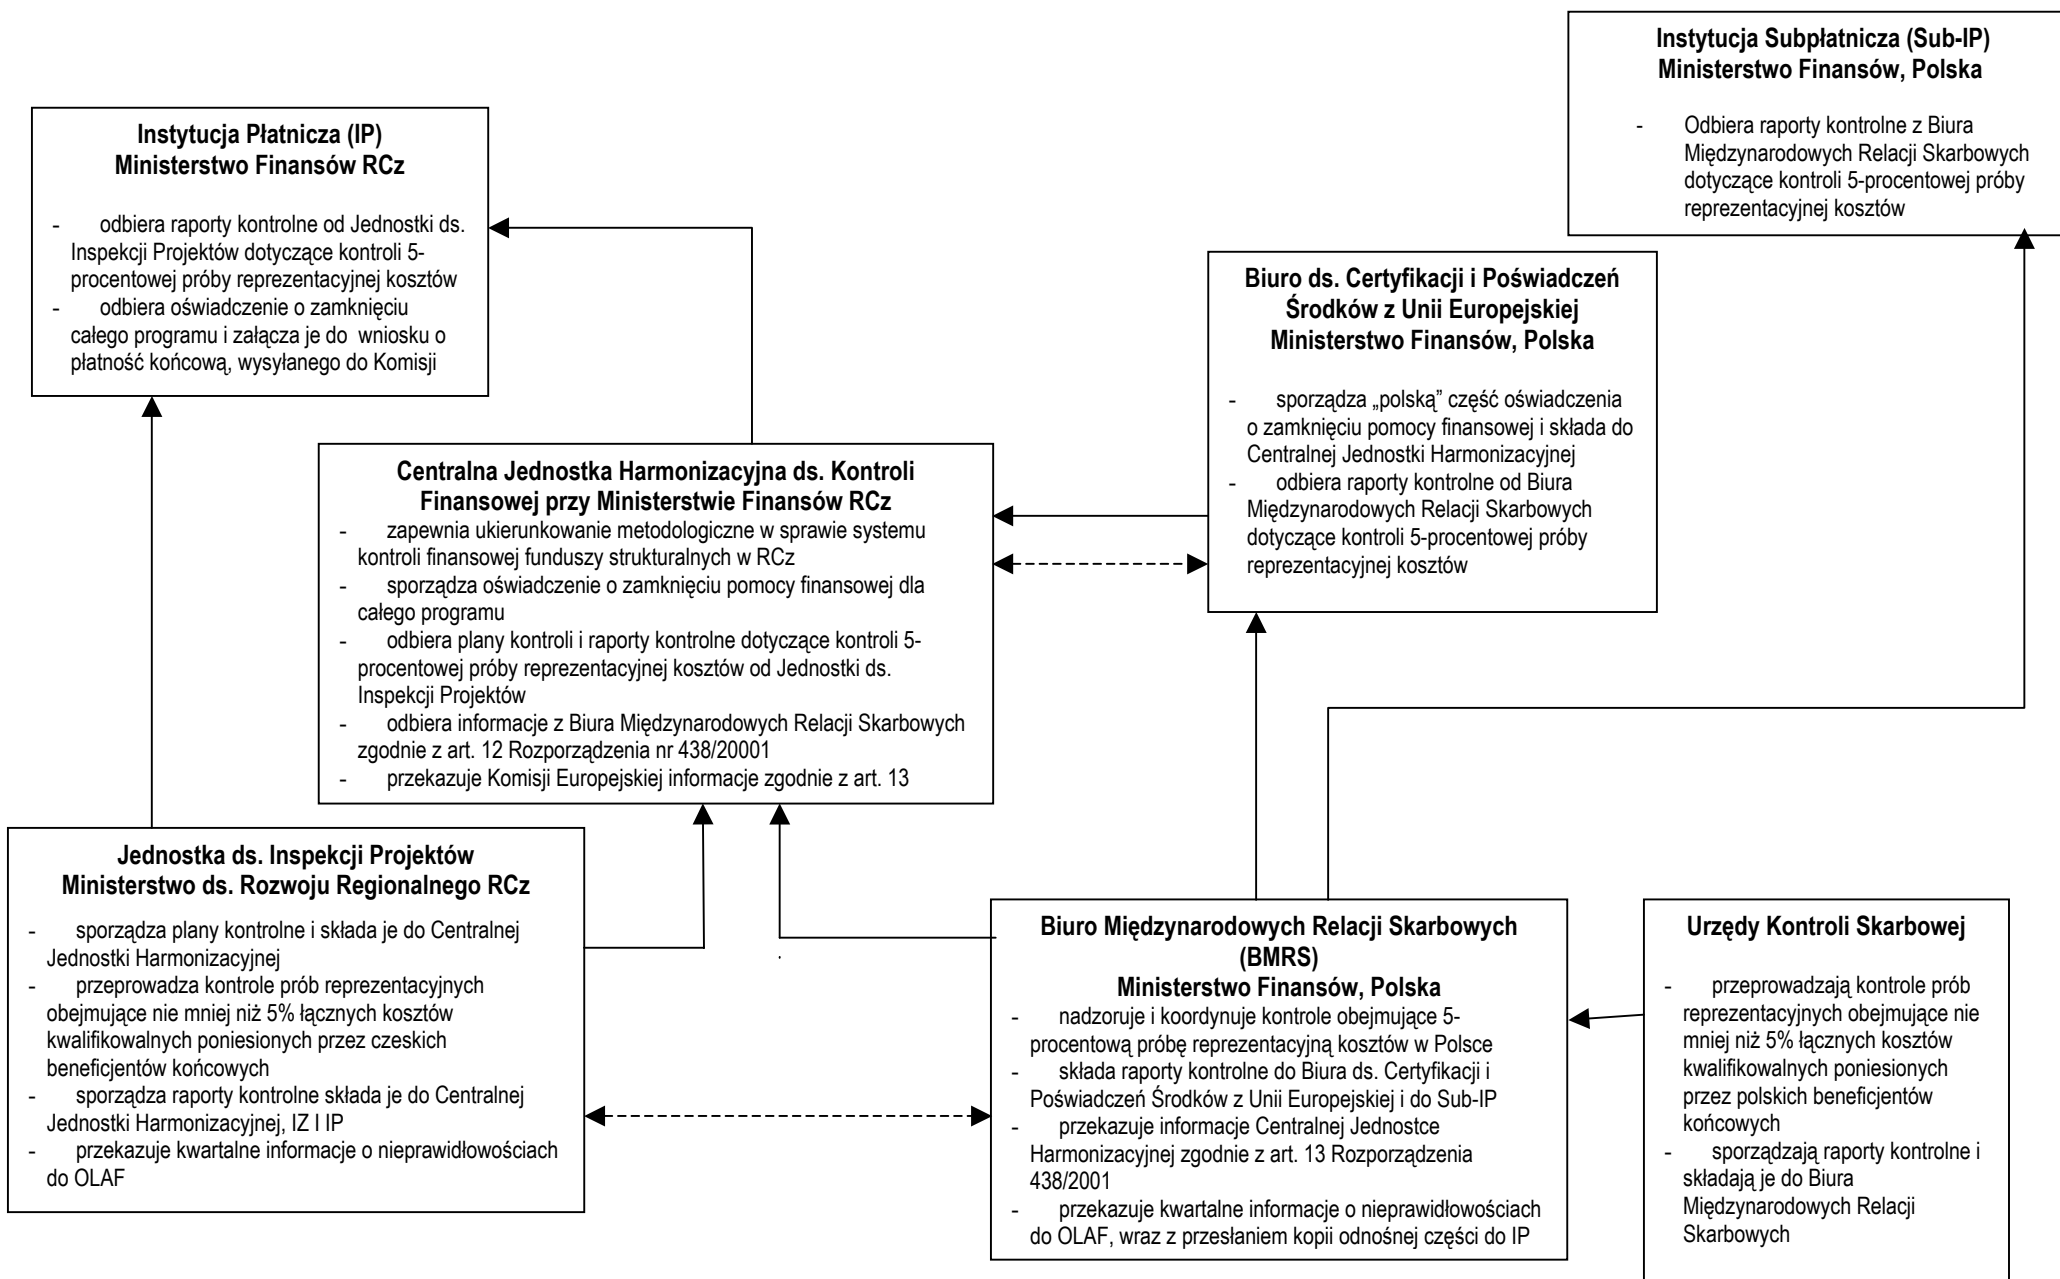 Instytucja Subpłatnicza (Sub-IP)
Ministerstwo Finansów, Polska
- Odbiera raporty kontrolne z Biura
Międzynarodowych Relacji Skarbowych
dotyczące kontroli 5-procentowej próby
reprezentacyjnej kosztów
Instytucja Płatnicza (IP)
Ministerstwo Finansów RCz
- odbiera raporty kontrolne od Jednostki ds.
Inspekcji Projektów dotyczące kontroli 5-
procentowej próby reprezentacyjnej kosztów
- odbiera oświadczenie o zamknięciu
całego programu i załącza je do wniosku o
płatność końcową, wysyłanego do Komisji
Biuro ds. Certyfikacji i Poświadczeń
Środków z Unii Europejskiej
Ministerstwo Finansów, Polska
- sporządza „polską” część oświadczenia
o zamknięciu pomocy finansowej i składa do
Centralnej Jednostki Harmonizacyjnej
- odbiera raporty kontrolne od Biura
Międzynarodowych Relacji Skarbowych
dotyczące kontroli 5-procentowej próby
reprezentacyjnej kosztów
Centralna Jednostka Harmonizacyjna ds. Kontroli
Finansowej przy Ministerstwie Finansów RCz
- zapewnia ukierunkowanie metodologiczne w sprawie systemu
kontroli finansowej funduszy strukturalnych w RCz
- sporządza oświadczenie o zamknięciu pomocy finansowej dla
całego programu
- odbiera plany kontroli i raporty kontrolne dotyczące kontroli 5-
procentowej próby reprezentacyjnej kosztów od Jednostki ds.
Inspekcji Projektów
- odbiera informacje z Biura Międzynarodowych Relacji Skarbowych
zgodnie z art. 12 Rozporządzenia nr 438/20001
- przekazuje Komisji Europejskiej informacje zgodnie z art. 13
Jednostka ds. Inspekcji Projektów
Ministerstwo ds. Rozwoju Regionalnego RCz
- sporządza plany kontrolne i składa je do Centralnej
Jednostki Harmonizacyjnej
- przeprowadza kontrole prób reprezentacyjnych
obejmujące nie mniej niż 5% łącznych kosztów
kwalifikowalnych poniesionych przez czeskich
beneficjentów końcowych
- sporządza raporty kontrolne składa je do Centralnej
Jednostki Harmonizacyjnej, IZ I IP
- przekazuje kwartalne informacje o nieprawidłowościach
do OLAF
Biuro Międzynarodowych Relacji Skarbowych
(BMRS)
Ministerstwo Finansów, Polska
- nadzoruje i koordynuje kontrole obejmujące 5-
procentową próbę reprezentacyjną kosztów w Polsce
- składa raporty kontrolne do Biura ds. Certyfikacji i
Poświadczeń Środków z Unii Europejskiej i do Sub-IP
- przekazuje informacje Centralnej Jednostce
Harmonizacyjnej zgodnie z art. 13 Rozporządzenia
438/2001
- przekazuje kwartalne informacje o nieprawidłowościach
do OLAF, wraz z przesłaniem kopii odnośnej części do IP
Urzędy Kontroli Skarbowej
- przeprowadzają kontrole prób
reprezentacyjnych obejmujące nie
mniej niż 5% łącznych kosztów
kwalifikowalnych poniesionych
przez polskich beneficjentów
końcowych
- sporządzają raporty kontrolne i
składają je do Biura
Międzynarodowych Relacji
Skarbowych